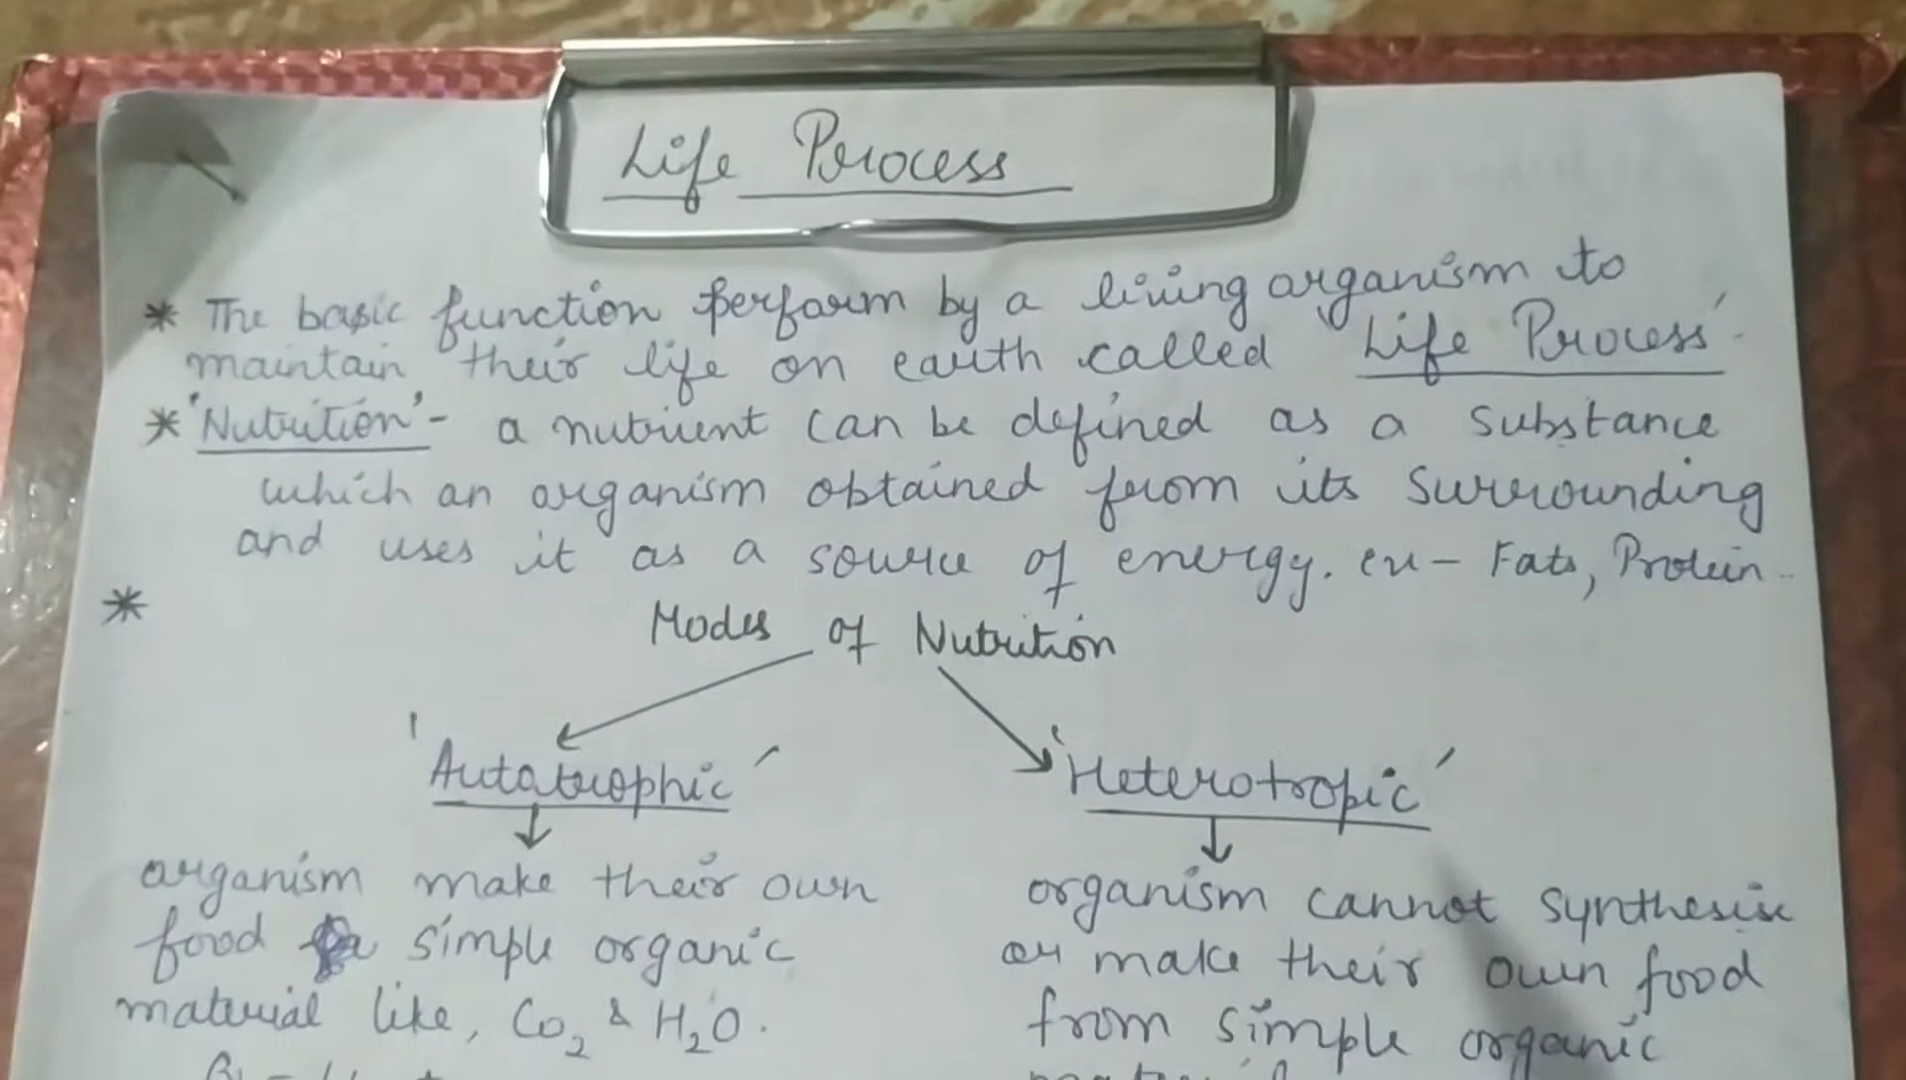 Life Process
* The basic function perform by a living organism to
maintain their life on earth called 'Life Process'.
* 'Nutrition' - a nutrient can be defined as a substance
which an organism obtained from its surrounding
and uses it as a source of energy. ex - Fats, Protein --
*
Modes of Nutrition
'Autotrophic' 'Heterotropic'
organism make their own
food simple organic
material like, Co2 & H2O.
organism cannot synthesise
or make their own food
from simple organic